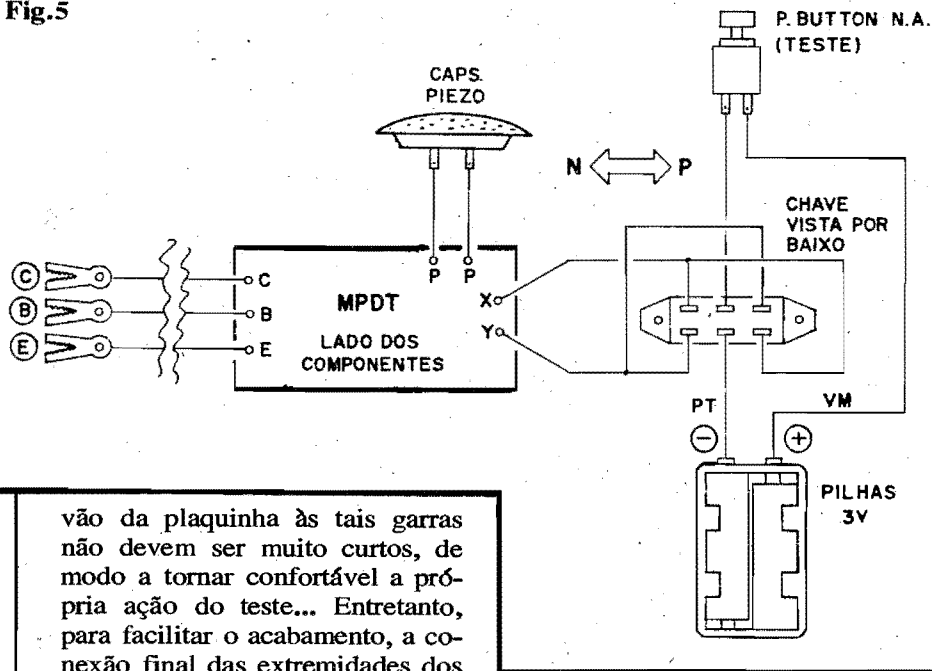 Fig.5
P. BUTTON N.A.
(TESTE)
CAPS.
PIEZO
N
P
CHAVE
VISTA POR
BAIXO
C
B
E
C
B
E
P
P
MPDT
LADO DOS
COMPONENTES
X
Y
PT
VM
−
+
PILHAS
3V
vão da plaquinha às tais garras
não devem ser muito curtos, de
modo a tornar confortável a pró-
pria ação do teste... Entretanto,
para facilitar o acabamento, a co-
nexão final das extremidades dos